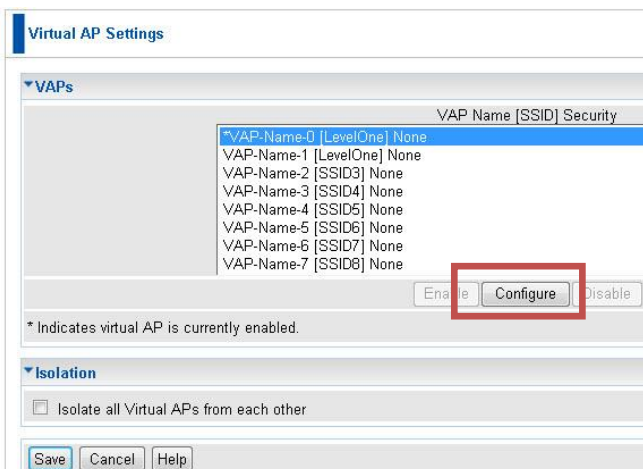 Virtual AP Settings
VAPs
VAP Name [SSID] Security
*VAP-Name-0 [LevelOne] None
VAP-Name-1 [LevelOne] None
VAP-Name-2 [SSID3] None
VAP-Name-3 [SSID4] None
VAP-Name-4 [SSID5] None
VAP-Name-5 [SSID6] None
VAP-Name-6 [SSID7] None
VAP-Name-7 [SSID8] None
Enable Configure Disable
* Indicates virtual AP is currently enabled.
Isolation
Isolate all Virtual APs from each other
Save Cancel Help